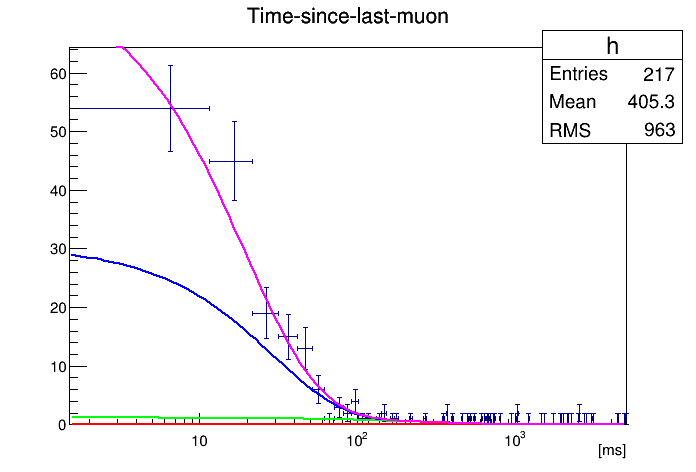 Time-since-last-muon
h
Entries 217
Mean 405.3
RMS 963
60
50
40
30
20
10
0
10 10² 10³
[ms]